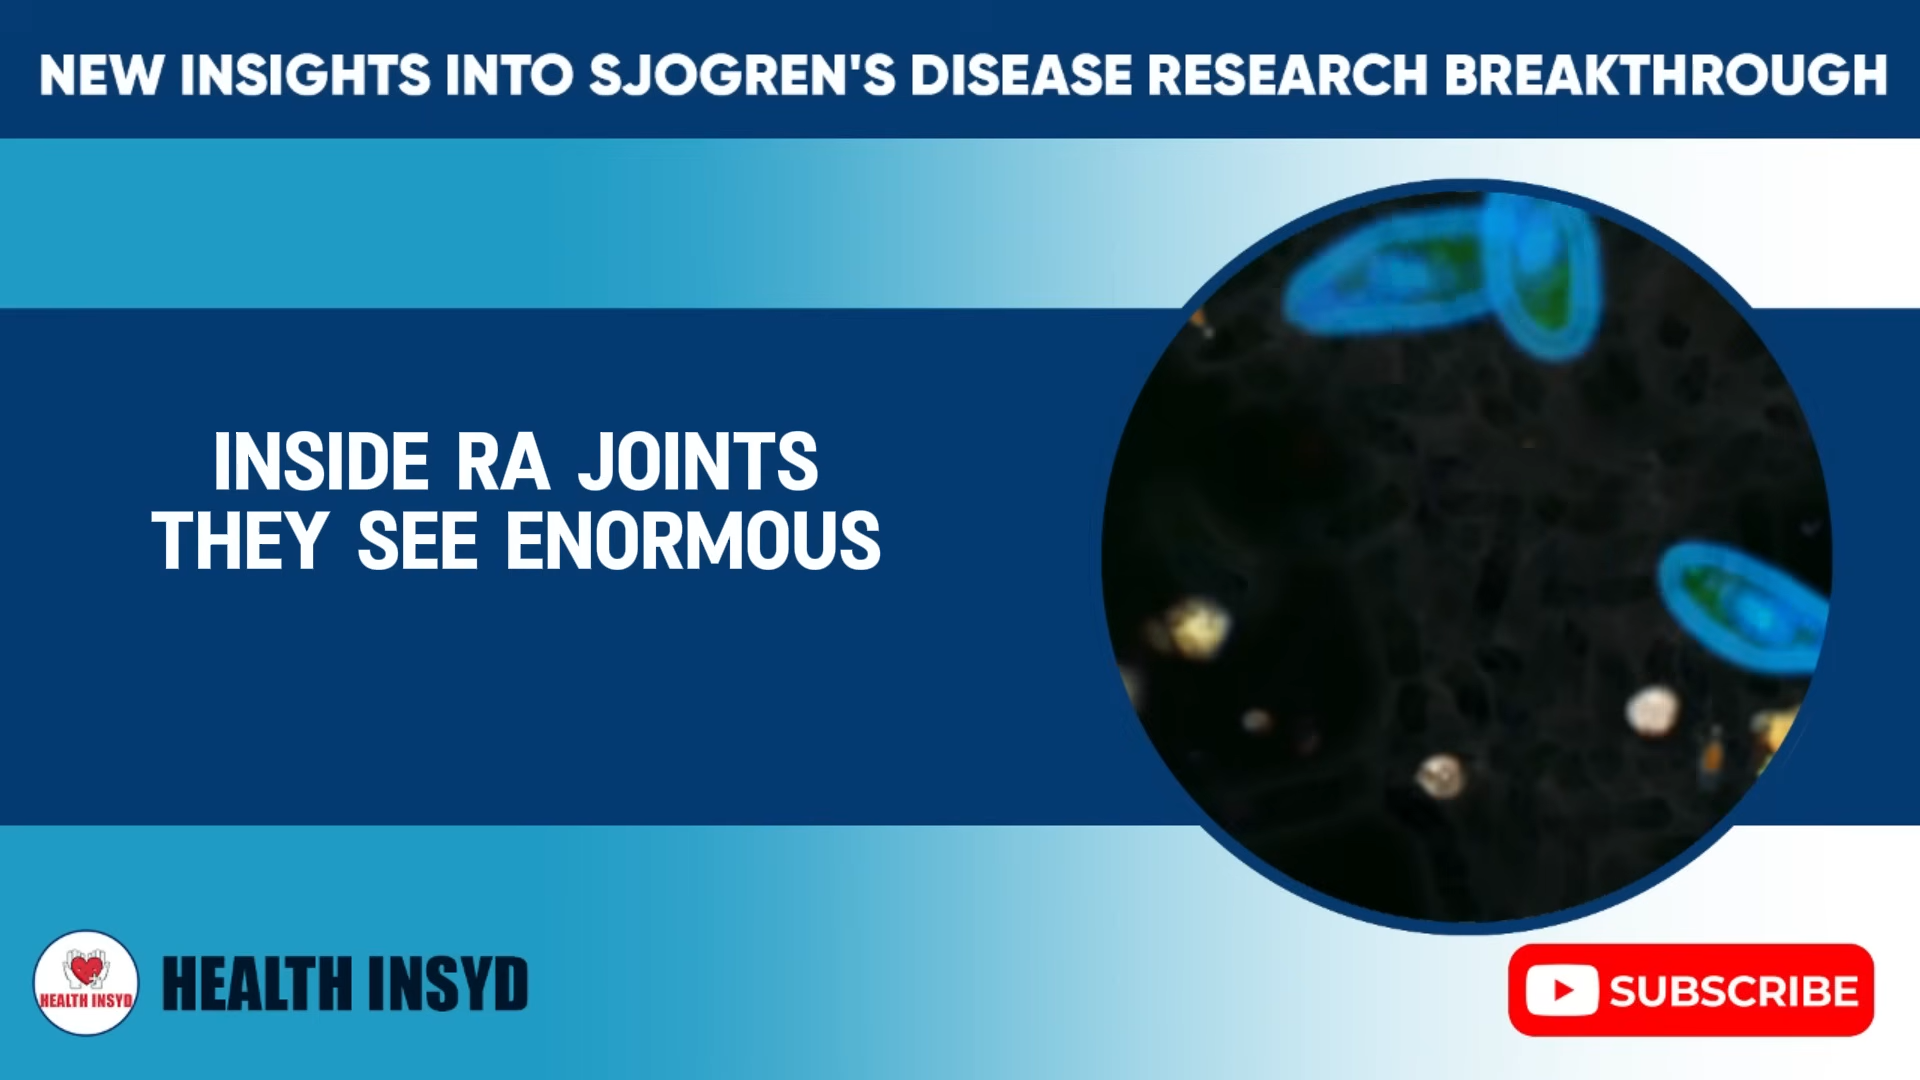 NEW INSIGHTS INTO SJOGREN'S DISEASE RESEARCH BREAKTHROUGH
INSIDE RA JOINTS
THEY SEE ENORMOUS
HEALTH INSYD
HEALTH INSYD
SUBSCRIBE